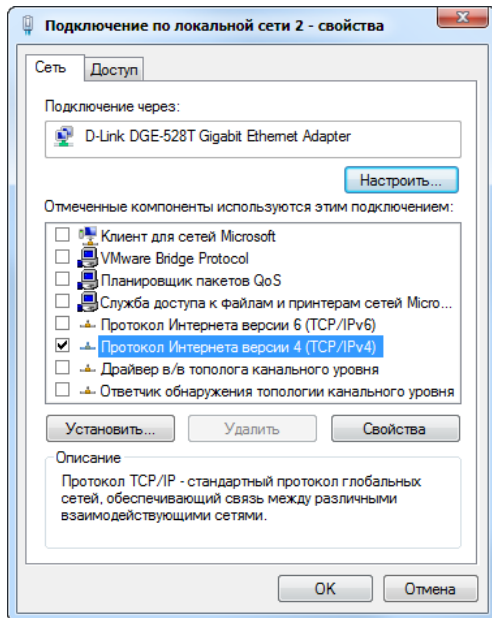 Подключение по локальной сети 2 - свойства
Сеть
Доступ
Подключение через:
D-Link DGE-528T Gigabit Ethernet Adapter
Настроить...
Отмеченные компоненты используются этим подключением:
Клиент для сетей Microsoft
VMware Bridge Protocol
Планировщик пакетов QoS
Служба доступа к файлам и принтерам сетей Micro...
Протокол Интернета версии 6 (TCP/IPv6)
Протокол Интернета версии 4 (TCP/IPv4)
Драйвер в/в тополога канального уровня
Ответчик обнаружения топологии канального уровня
Установить...
Удалить
Свойства
Описание
Протокол TCP/IP - стандартный протокол глобальных
сетей, обеспечивающий связь между различными
взаимодействующими сетями.
ОК
Отмена